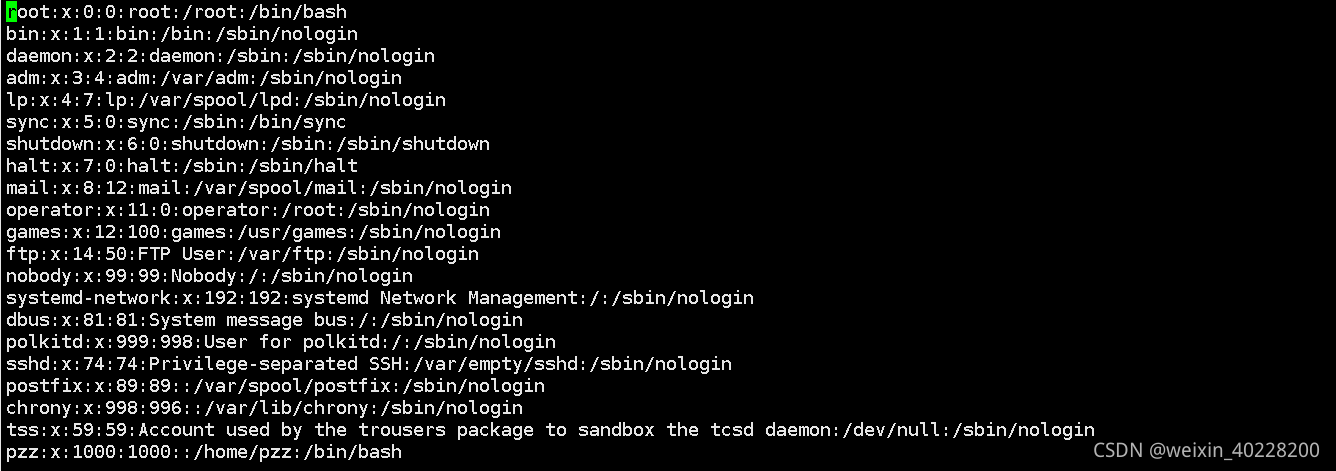 root:x:0:0:root:/root:/bin/bash
bin:x:1:1:bin:/bin:/sbin/nologin
daemon:x:2:2:daemon:/sbin:/sbin/nologin
adm:x:3:4:adm:/var/adm:/sbin/nologin
lp:x:4:7:lp:/var/spool/lpd:/sbin/nologin
sync:x:5:0:sync:/sbin:/bin/sync
shutdown:x:6:0:shutdown:/sbin:/sbin/shutdown
halt:x:7:0:halt:/sbin:/sbin/halt
mail:x:8:12:mail:/var/spool/mail:/sbin/nologin
operator:x:11:0:operator:/root:/sbin/nologin
games:x:12:100:games:/usr/games:/sbin/nologin
ftp:x:14:50:FTP User:/var/ftp:/sbin/nologin
nobody:x:99:99:Nobody:/:/sbin/nologin
systemd-network:x:192:192:systemd Network Management:/:/sbin/nologin
dbus:x:81:81:System message bus:/:/sbin/nologin
polkitd:x:999:998:User for polkitd:/:/sbin/nologin
sshd:x:74:74:Privilege-separated SSH:/var/empty/sshd:/sbin/nologin
postfix:x:89:89::/var/spool/postfix:/sbin/nologin
chrony:x:998:996::/var/lib/chrony:/sbin/nologin
tss:x:59:59:Account used by the trousers package to sandbox the tcsd daemon:/dev/null:/sbin/nologin
pzz:x:1000:1000::/home/pzz:/bin/bash
CSDN @weixin_40228200